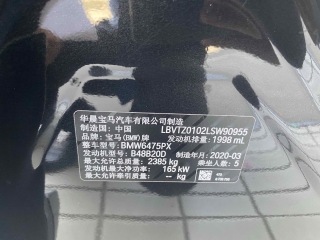 华晨宝马汽车有限公司制造
制造国：中国 LBVTZ0102LSW90955
品牌：宝马(BMW)牌 发动机排量：1998 mL
整车型号：BMW6475PX
发动机型号：B48B20D 制造年月：2020-03
最大允许总质量：2385 kg 乘坐人数：5
发动机最大净功率：165 kW
最大允许牵引质量：-- kg